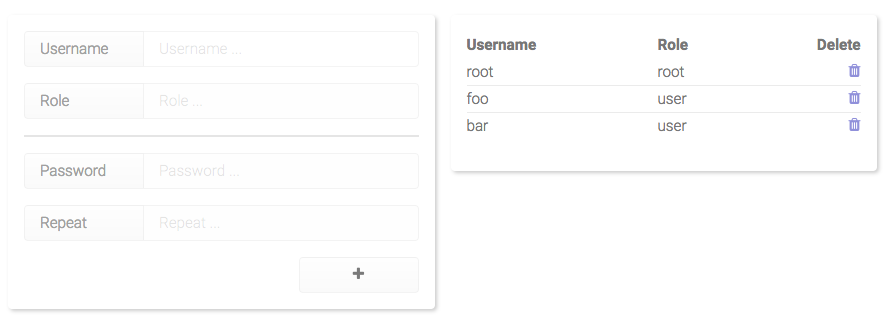 Username Username ...
Role Role ...
Password Password ...
Repeat Repeat ...
Username Role Delete
root root
foo user
bar user